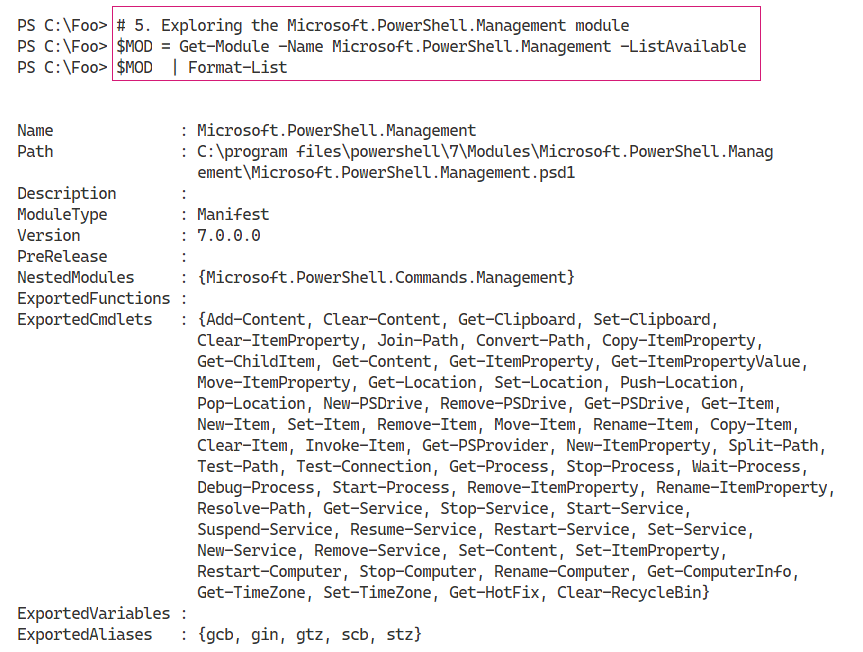 PS C:\Foo> # 5. Exploring the Microsoft.PowerShell.Management module
PS C:\Foo> $MOD = Get-Module -Name Microsoft.PowerShell.Management -ListAvailable
PS C:\Foo> $MOD  | Format-List
Name              : Microsoft.PowerShell.Management
Path              : C:\program files\powershell\7\Modules\Microsoft.PowerShell.Manag
                    ement\Microsoft.PowerShell.Management.psd1
Description       :
ModuleType        : Manifest
Version           : 7.0.0.0
PreRelease        :
NestedModules     : {Microsoft.PowerShell.Commands.Management}
ExportedFunctions :
ExportedCmdlets   : {Add-Content, Clear-Content, Get-Clipboard, Set-Clipboard,
                    Clear-ItemProperty, Join-Path, Convert-Path, Copy-ItemProperty,
                    Get-ChildItem, Get-Content, Get-ItemProperty, Get-ItemPropertyValue,
                    Move-ItemProperty, Get-Location, Set-Location, Push-Location,
                    Pop-Location, New-PSDrive, Remove-PSDrive, Get-PSDrive, Get-Item,
                    New-Item, Set-Item, Remove-Item, Move-Item, Rename-Item, Copy-Item,
                    Clear-Item, Invoke-Item, Get-PSProvider, New-ItemProperty, Split-Path,
                    Test-Path, Test-Connection, Get-Process, Stop-Process, Wait-Process,
                    Debug-Process, Start-Process, Remove-ItemProperty, Rename-ItemProperty,
                    Resolve-Path, Get-Service, Stop-Service, Start-Service,
                    Suspend-Service, Resume-Service, Restart-Service, Set-Service,
                    New-Service, Remove-Service, Set-Content, Set-ItemProperty,
                    Restart-Computer, Stop-Computer, Rename-Computer, Get-ComputerInfo,
                    Get-TimeZone, Set-TimeZone, Get-HotFix, Clear-RecycleBin}
ExportedVariables :
ExportedAliases   : {gcb, gin, gtz, scb, stz}